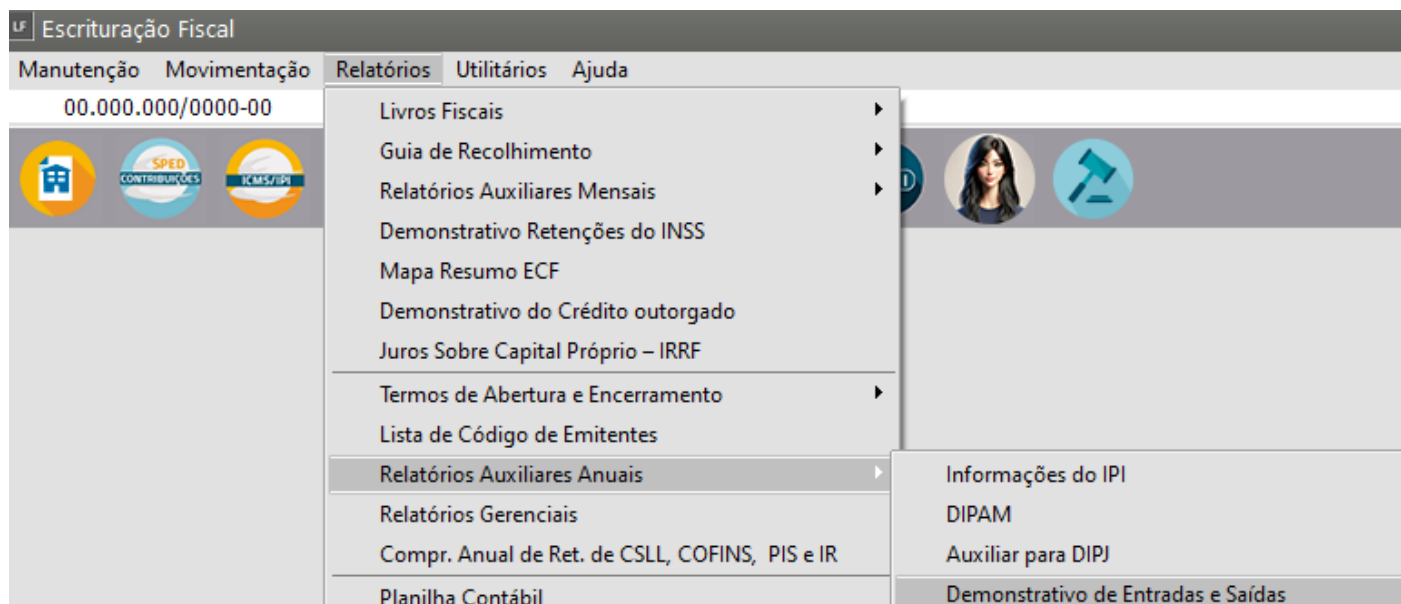 LF Escrituração Fiscal
Manutenção Movimentação Relatórios Utilitários Ajuda
00.000.000/0000-00
SPED
CONTRIBUIÇÕES
ICMS/IPI
Livros Fiscais
Guia de Recolhimento
Relatórios Auxiliares Mensais
Demonstrativo Retenções do INSS
Mapa Resumo ECF
Demonstrativo do Crédito outorgado
Juros Sobre Capital Próprio – IRRF
Termos de Abertura e Encerramento
Lista de Código de Emitentes
Relatórios Auxiliares Anuais
Relatórios Gerenciais
Compr. Anual de Ret. de CSLL, COFINS, PIS e IR
Planilha Contábil
Informações do IPI
DIPAM
Auxiliar para DIPJ
Demonstrativo de Entradas e Saídas